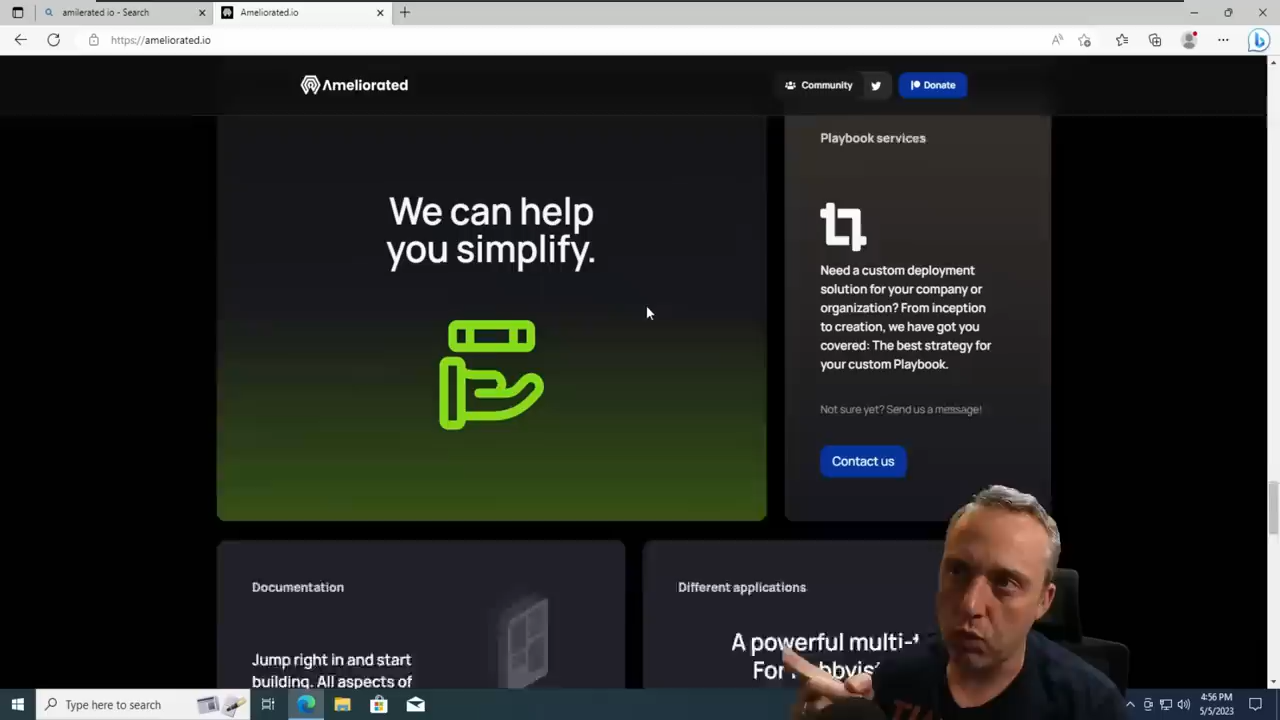 amilerated io - Search
Ameliorated.io
https://ameliorated.io
Ameliorated
Community
Donate
We can help
you simplify.
Playbook services
Need a custom deployment
solution for your company or
organization? From inception
to creation, we have got you
covered: The best strategy for
your custom Playbook.
Not sure yet? Send us a message!
Contact us
Documentation
Jump right in and start
building. All aspects of
Different applications
A powerful
For
Type here to search
4:56 PM
5/5/2023